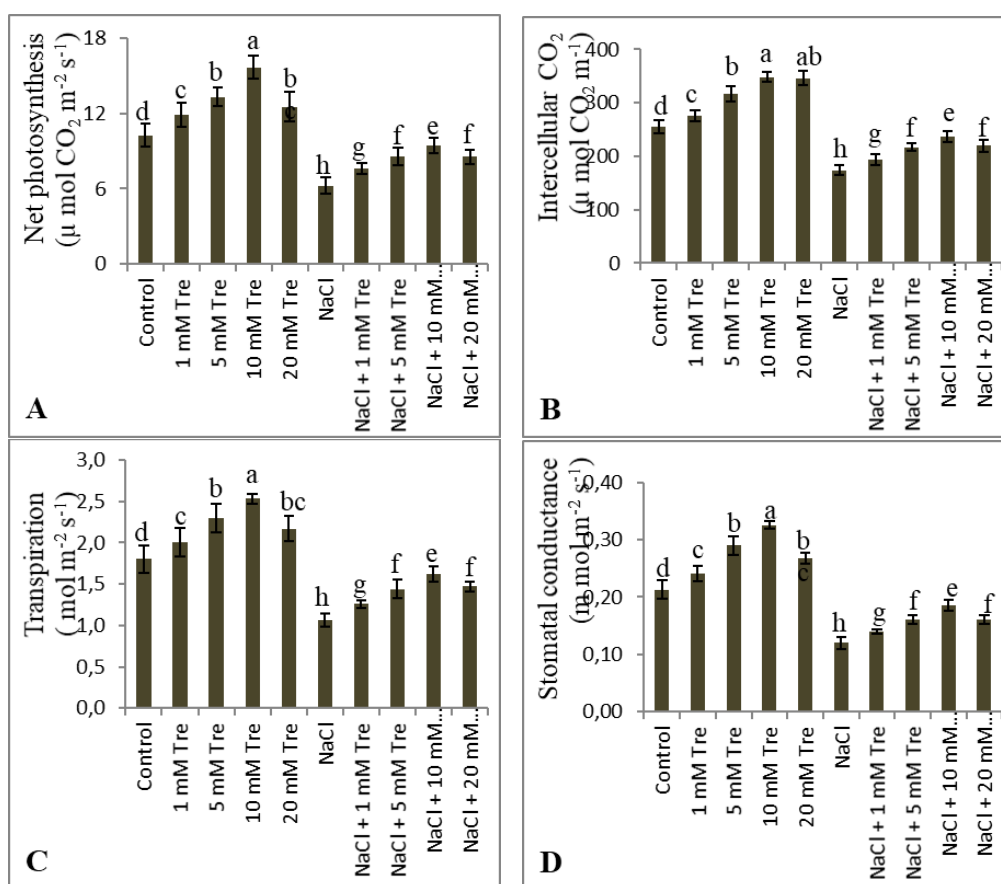 Net photosynthesis
(µ mol CO₂ m⁻² s⁻¹)
18
12
6
0
d
c
b
a
b
c
h
g
f
e
f
Control
1 mM Tre
5 mM Tre
10 mM Tre
20 mM Tre
NaCl
NaCl + 1 mM Tre
NaCl + 5 mM Tre
NaCl + 10 mM...
NaCl + 20 mM...
A
Intercellular CO₂
(µ mol CO₂ m⁻¹)
400
300
200
100
0
d
c
b
a
ab
h
g
f
e
f
Control
1 mM Tre
5 mM Tre
10 mM Tre
20 mM Tre
NaCl
NaCl + 1 mM Tre
NaCl + 5 mM Tre
NaCl + 10 mM...
NaCl + 20 mM...
B
Transpiration
( mol m⁻² s⁻¹)
3,0
2,5
2,0
1,5
1,0
0,5
0,0
d
c
b
a
bc
h
g
f
e
f
Control
1 mM Tre
5 mM Tre
10 mM Tre
20 mM Tre
NaCl
NaCl + 1 mM Tre
NaCl + 5 mM Tre
NaCl + 10 mM...
NaCl + 20 mM...
C
Stomatal conductance
(m mol m⁻² s⁻¹)
0,40
0,30
0,20
0,10
0,00
d
c
b
a
b
c
h
g
f
e
f
Control
1 mM Tre
5 mM Tre
10 mM Tre
20 mM Tre
NaCl
NaCl + 1 mM Tre
NaCl + 5 mM Tre
NaCl + 10 mM...
NaCl + 20 mM...
D